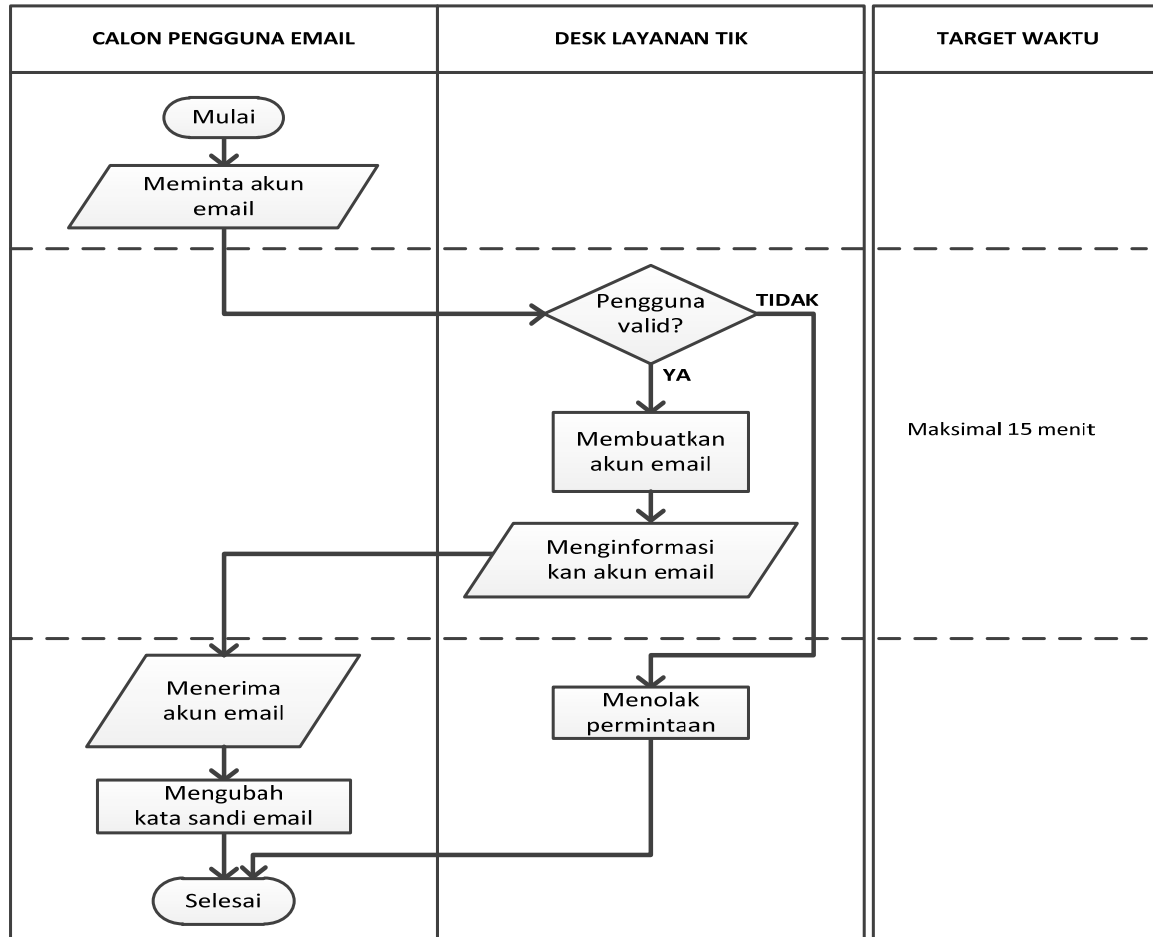 CALON PENGGUNA EMAIL
DESK LAYANAN TIK
TARGET WAKTU
Mulai
Meminta akun
email
Pengguna
valid?
TIDAK
YA
Membuatkan
akun email
Maksimal 15 menit
Menginformasi
kan akun email
Menerima
akun email
Menolak
permintaan
Mengubah
kata sandi email
Selesai